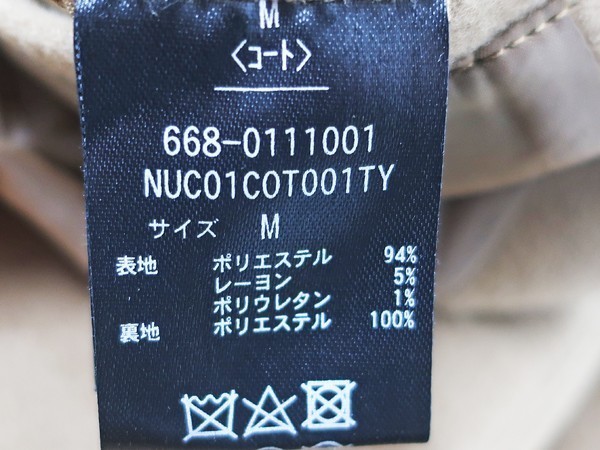 M
〈コート〉
668-0111001
NUC01COT001TY
サイズ M
表地 ポリエステル 94%
レーヨン 5%
ポリウレタン 1%
裏地 ポリエステル 100%